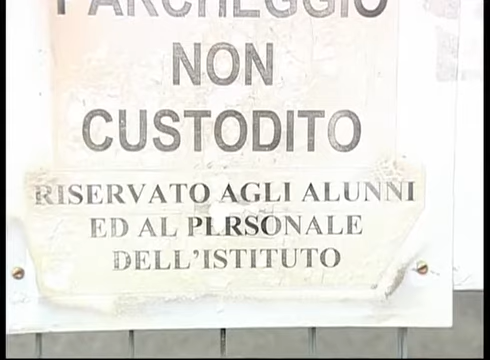 PARCHEGGIO
NON
CUSTODITO
RISERVATO AGLI ALUNNI
ED AL PERSONALE
DELL'ISTITUTO